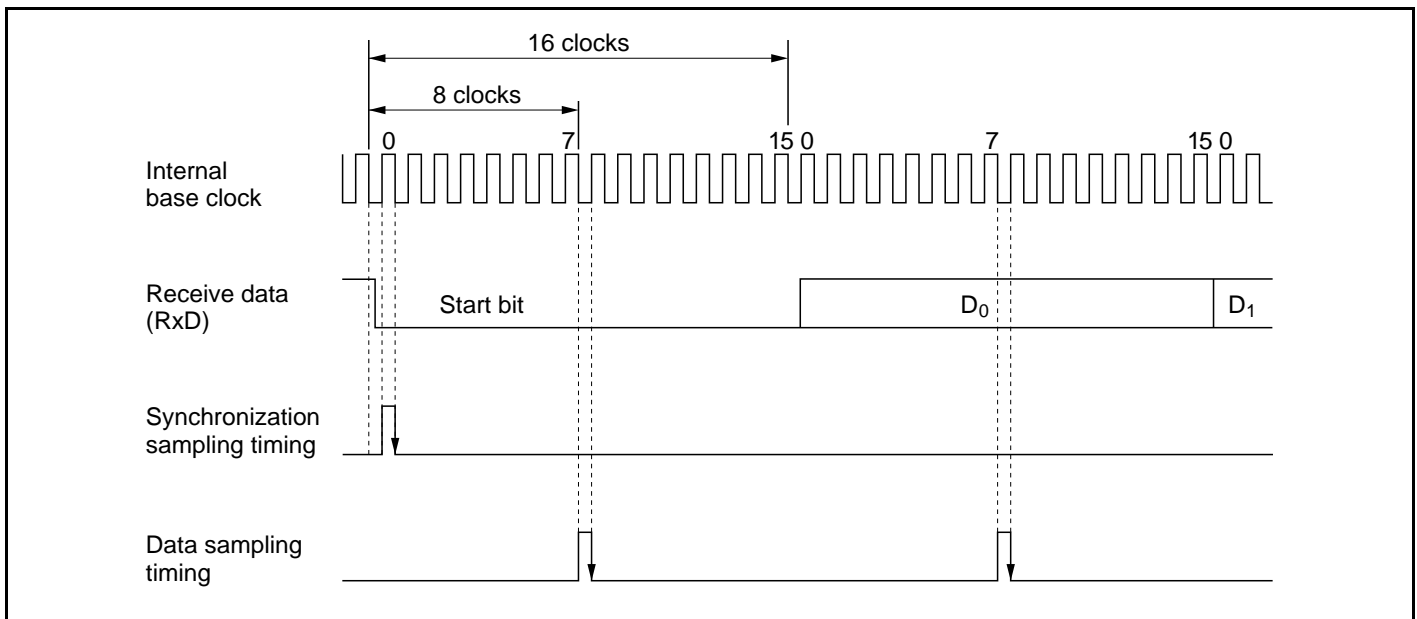 16 clocks
8 clocks
0 7 15 0 7 15 0
Internal
base clock
Receive data
(RxD)
Start bit
D0
D1
Synchronization
sampling timing
Data sampling
timing